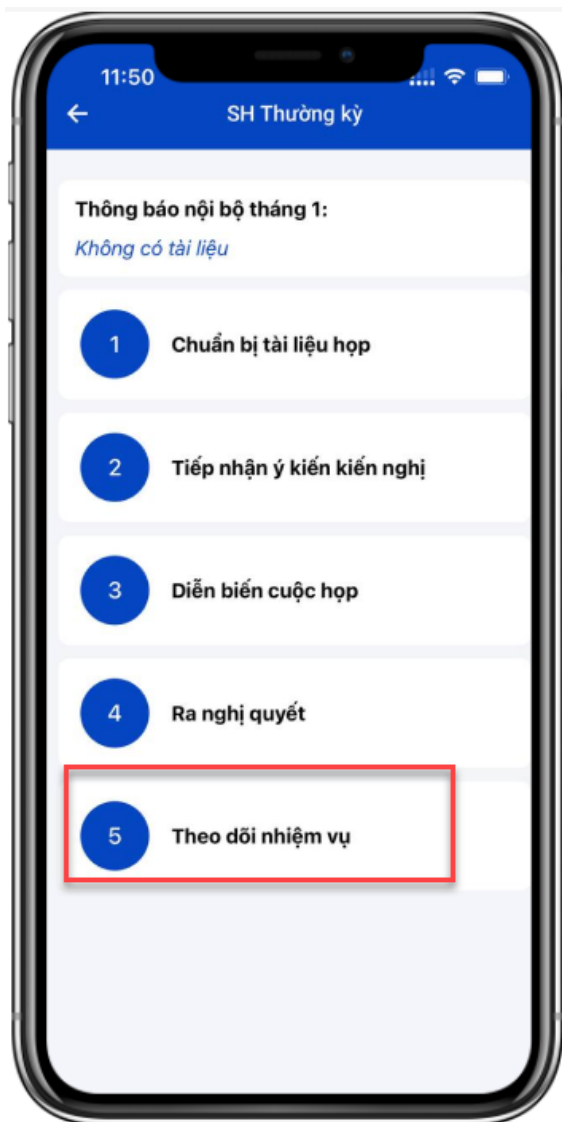 11:50
SH Thường kỳ
Thông báo nội bộ tháng 1:
Không có tài liệu
1 Chuẩn bị tài liệu họp
2 Tiếp nhận ý kiến kiến nghị
3 Diễn biến cuộc họp
4 Ra nghị quyết
5 Theo dõi nhiệm vụ